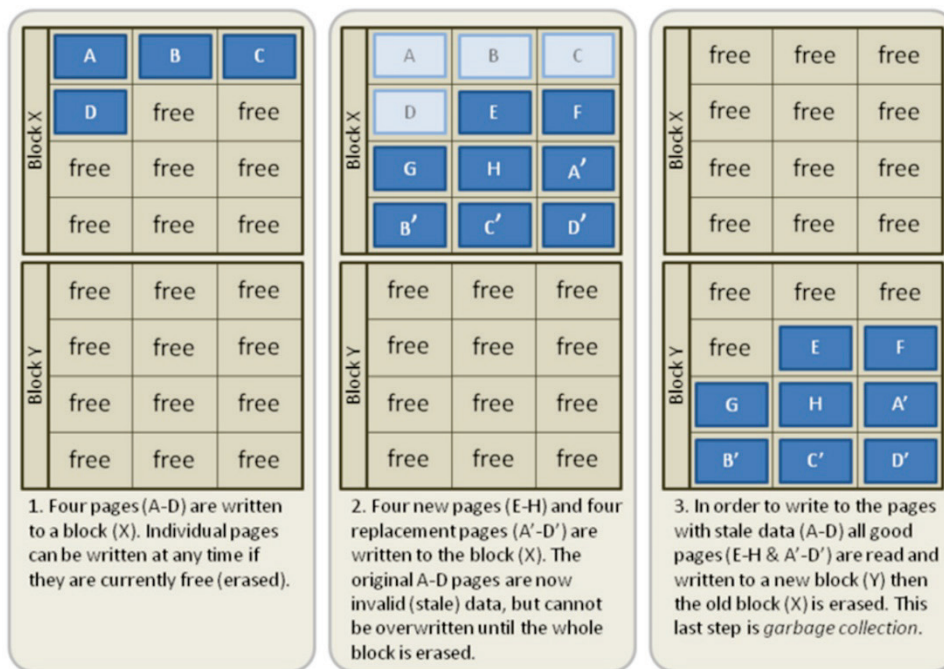 Block X
A B C
D free free
free free free
free free free
Block Y
free free free
free free free
free free free
free free free
1. Four pages (A-D) are written
to a block (X). Individual pages
can be written at any time if
they are currently free (erased).
Block X
A B C
D E F
G H A′
B′ C′ D′
Block Y
free free free
free free free
free free free
free free free
2. Four new pages (E-H) and four
replacement pages (A’-D’) are
written to the block (X). The
original A-D pages are now
invalid (stale) data, but cannot
be overwritten until the whole
block is erased.
Block X
free free free
free free free
free free free
free free free
Block Y
free free free
free E F
G H A’
B’ C’ D’
3. In order to write to the pages
with stale data (A-D) all good
pages (E-H & A’-D’) are read and
written to a new block (Y) then
the old block (X) is erased. This
last step is garbage collection.